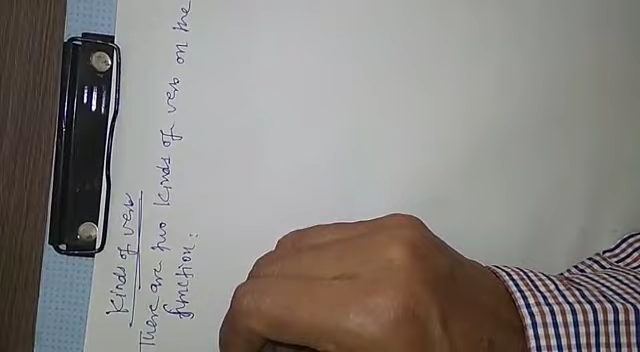 Kinds of verb
There are two kinds of verb on the
function: